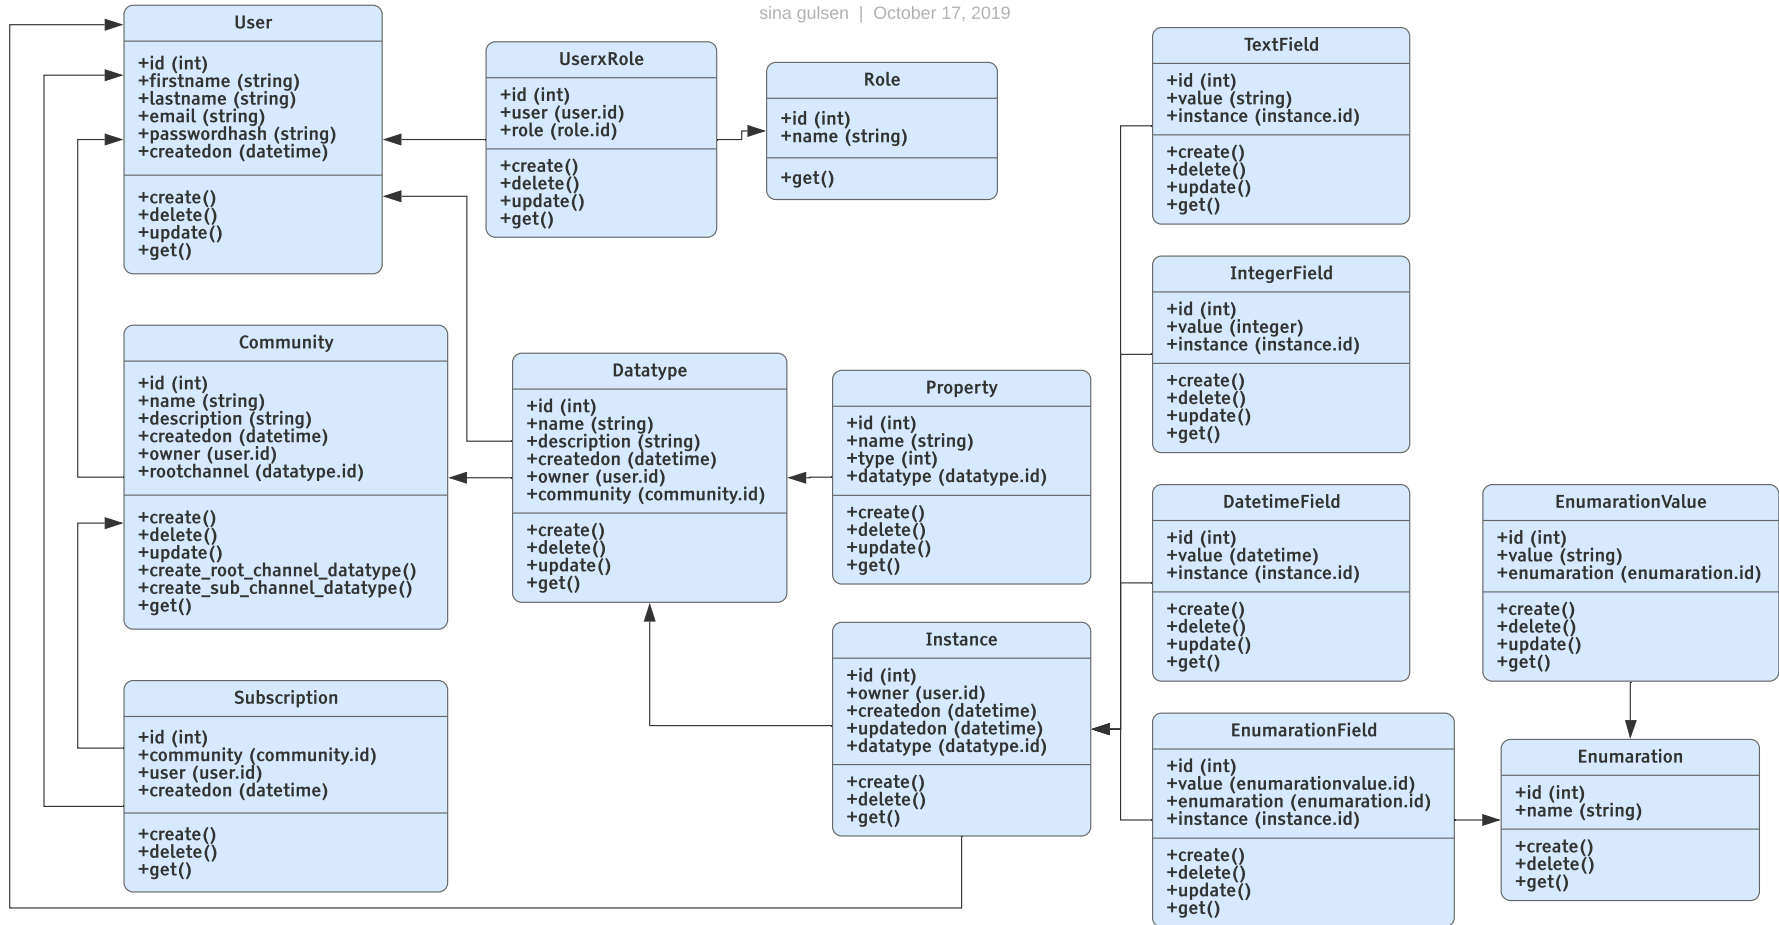 sina gulsen | October 17, 2019
User
+id (int)
+firstname (string)
+lastname (string)
+email (string)
+passwordhash (string)
+createdon (datetime)
+create()
+delete()
+update()
+get()
UserxRole
+id (int)
+user (user.id)
+role (role.id)
+create()
+delete()
+update()
+get()
Role
+id (int)
+name (string)
+get()
TextField
+id (int)
+value (string)
+instance (instance.id)
+create()
+delete()
+update()
+get()
IntegerField
+id (int)
+value (integer)
+instance (instance.id)
+create()
+delete()
+update()
+get()
Community
+id (int)
+name (string)
+description (string)
+createdon (datetime)
+owner (user.id)
+rootchannel (datatype.id)
+create()
+delete()
+update()
+create_root_channel_datatype()
+create_sub_channel_datatype()
+get()
Datatype
+id (int)
+name (string)
+description (string)
+createdon (datetime)
+owner (user.id)
+community (community.id)
+create()
+delete()
+update()
+get()
Property
+id (int)
+name (string)
+type (int)
+datatype (datatype.id)
+create()
+delete()
+update()
+get()
DatetimeField
+id (int)
+value (datetime)
+instance (instance.id)
+create()
+delete()
+update()
+get()
EnumarationValue
+id (int)
+value (string)
+enumaration (enumaration.id)
+create()
+delete()
+update()
+get()
Subscription
+id (int)
+community (community.id)
+user (user.id)
+createdon (datetime)
+create()
+delete()
+get()
Instance
+id (int)
+owner (user.id)
+createdon (datetime)
+updatedon (datetime)
+datatype (datatype.id)
+create()
+delete()
+get()
EnumarationField
+id (int)
+value (enumarationvalue.id)
+enumaration (enumaration.id)
+instance (instance.id)
+create()
+delete()
+update()
+get()
Enumaration
+id (int)
+name (string)
+create()
+delete()
+get()